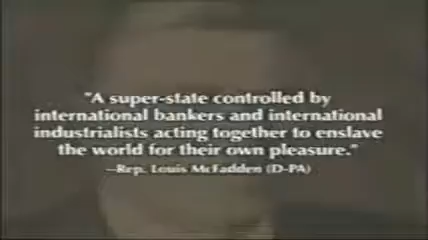 "A super-state controlled by
international bankers and international
industrialists acting together to enslave
the world for their own pleasure."
—Rep. Louis McFadden (D-PA)